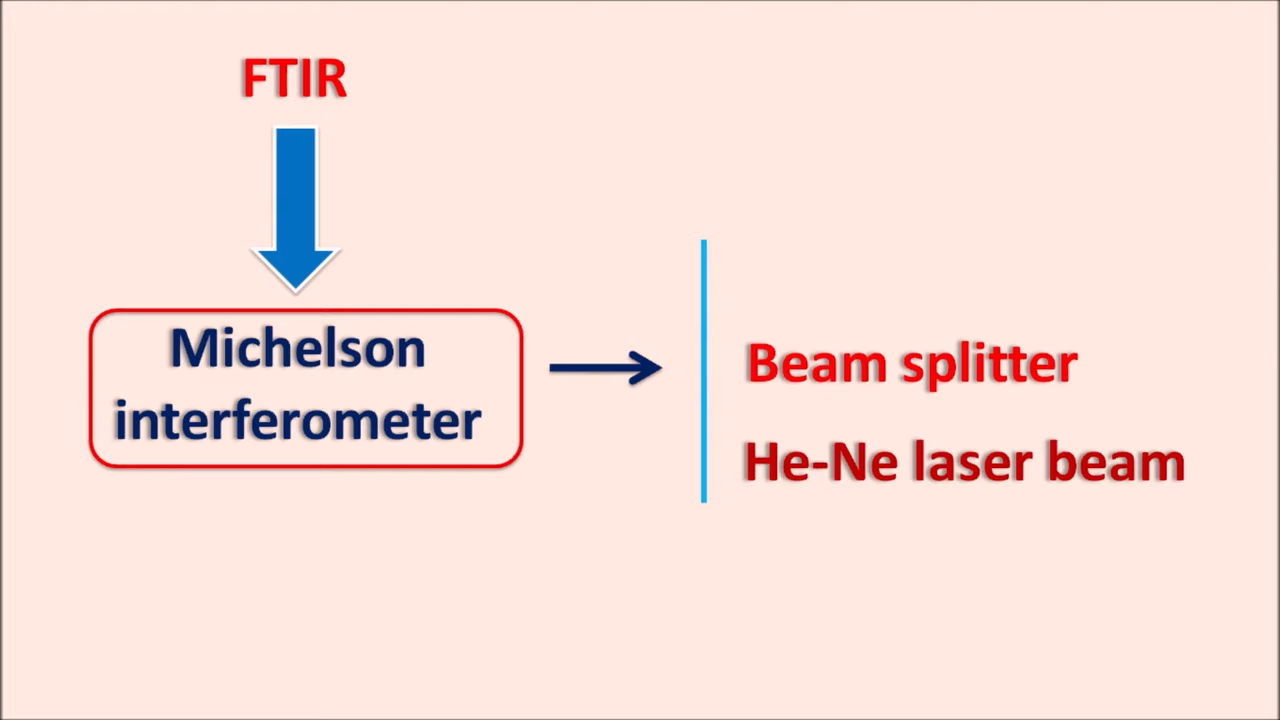 FTIR
Michelson
interferometer
Beam splitter
He-Ne laser beam